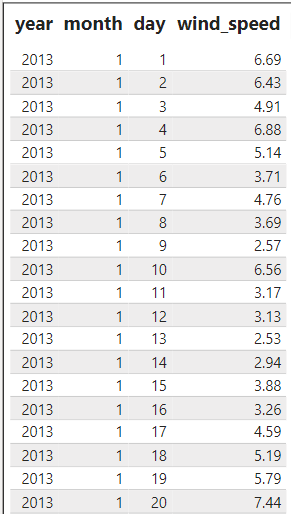 year month day wind_speed
2013 1 1 6.69
2013 1 2 6.43
2013 1 3 4.91
2013 1 4 6.88
2013 1 5 5.14
2013 1 6 3.71
2013 1 7 4.76
2013 1 8 3.69
2013 1 9 2.57
2013 1 10 6.56
2013 1 11 3.17
2013 1 12 3.13
2013 1 13 2.53
2013 1 14 2.94
2013 1 15 3.88
2013 1 16 3.26
2013 1 17 4.59
2013 1 18 5.19
2013 1 19 5.79
2013 1 20 7.44